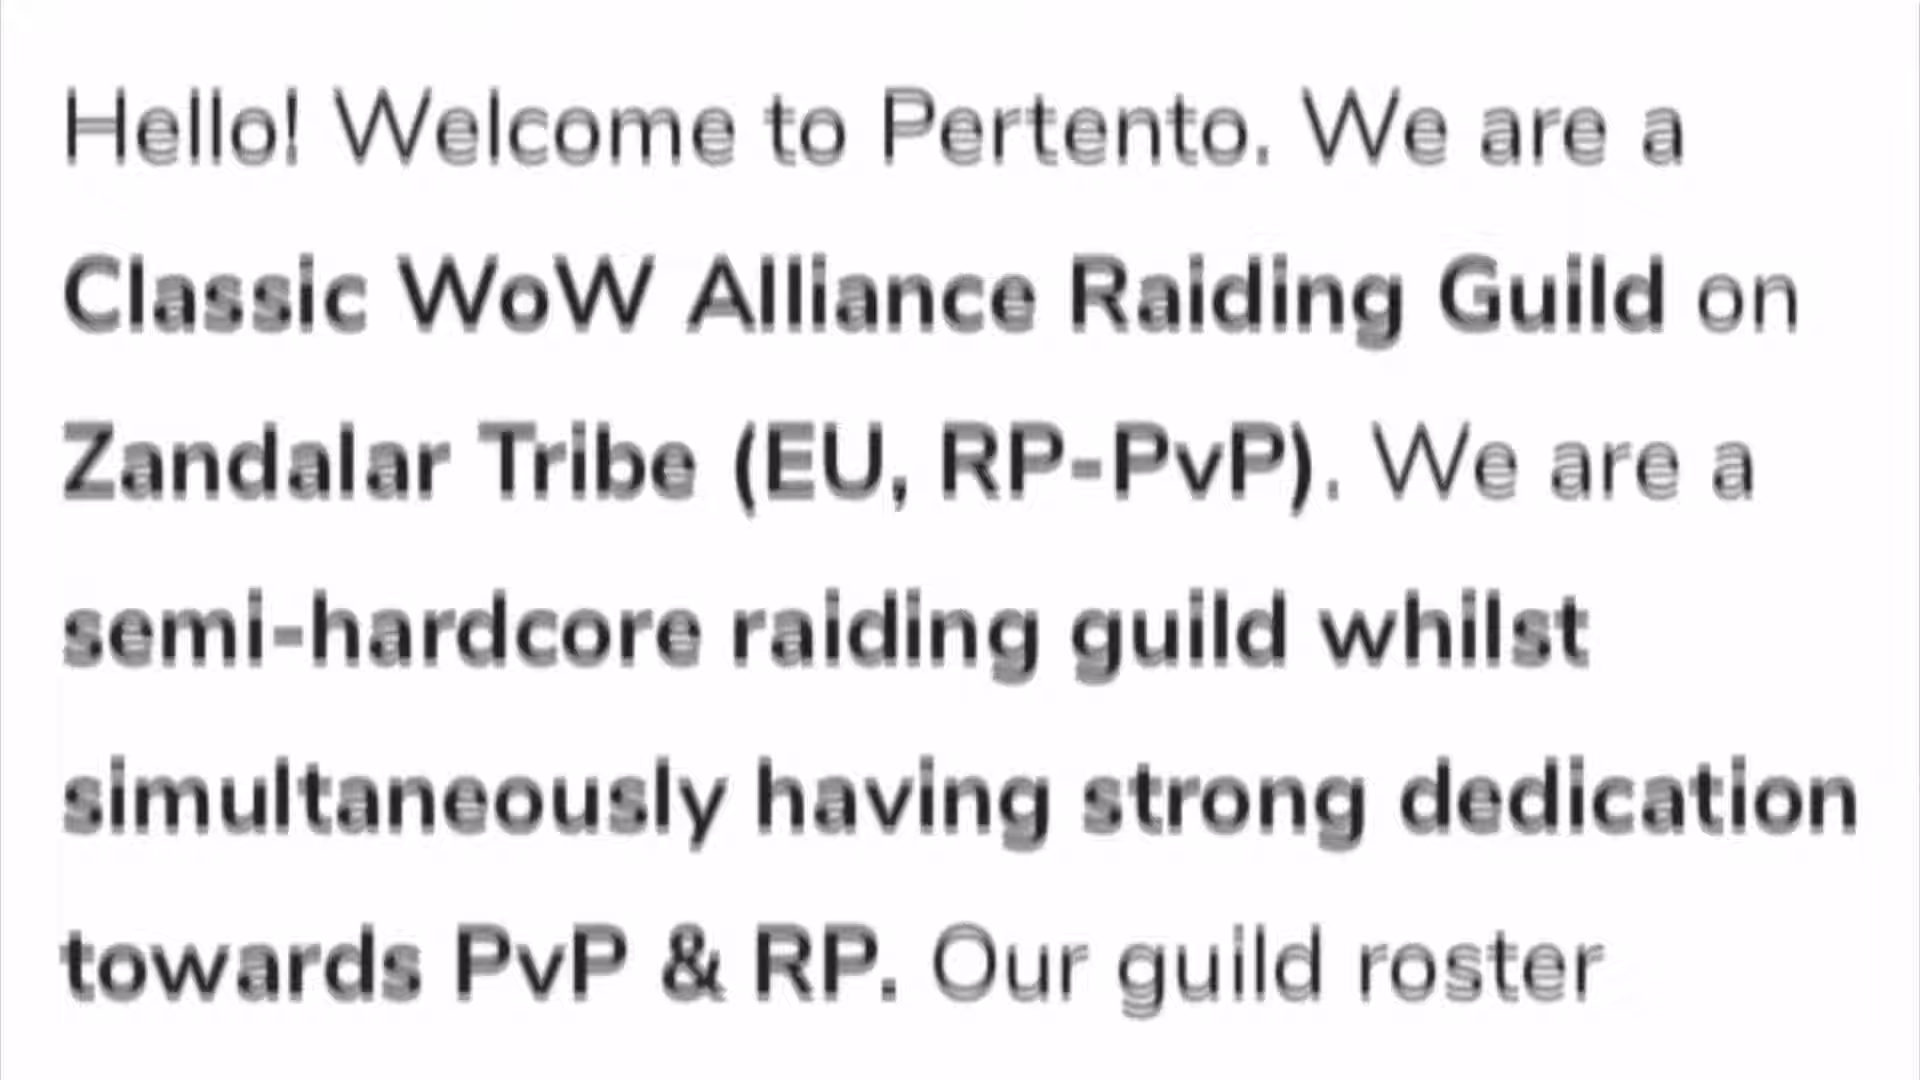 Hello! Welcome to Pertento. We are a
Classic WoW Alliance Raiding Guild on
Zandalar Tribe (EU, RP-PvP). We are a
semi-hardcore raiding guild whilst
simultaneously having strong dedication
towards PvP & RP. Our guild roster